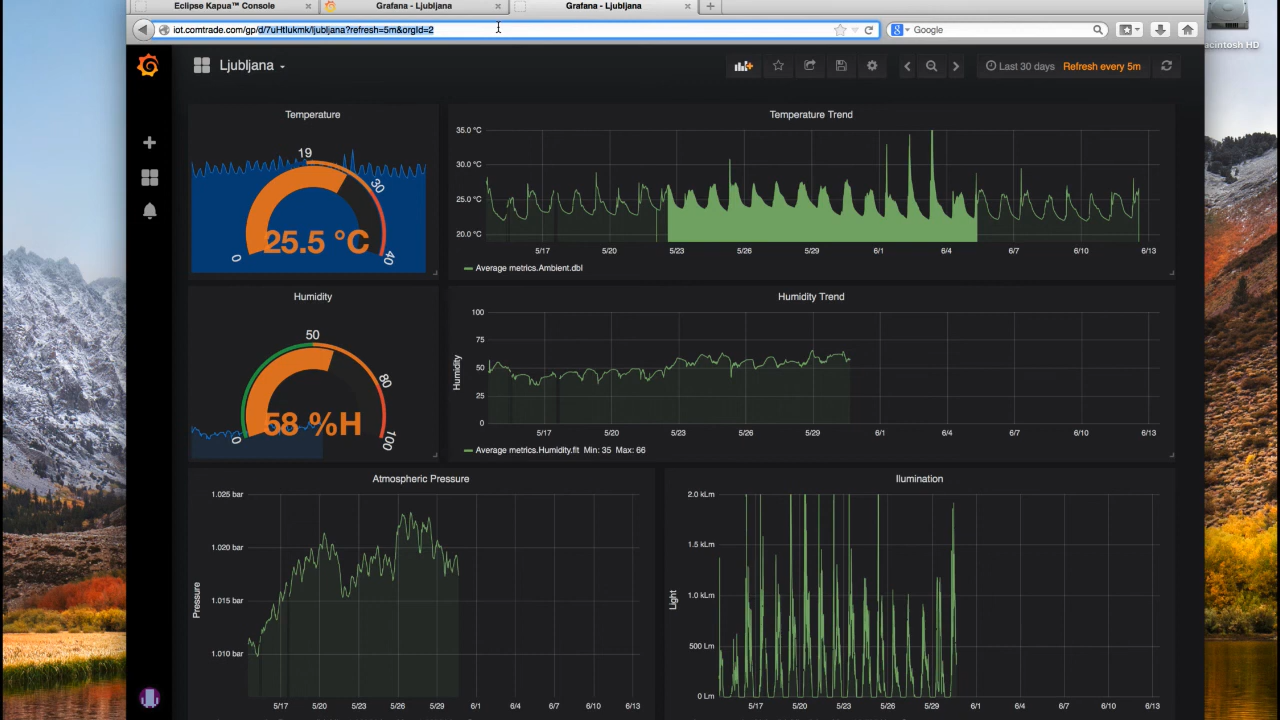 Eclipse Kapua™ Console
Grafana - Ljubljana
Grafana - Ljubljana
iot.comtrade.com/gp/d/7uHtIukmk/ljubljana?refresh=5m&orgId=2
Google
acintosh HD
Ljubljana
Last 30 days
Refresh every 5m
Temperature
19
30
0
40
25.5 °C
Temperature Trend
35.0 °C
30.0 °C
25.0 °C
20.0 °C
5/17 5/20 5/23 5/26 5/29 6/1 6/4 6/7 6/10 6/13
Average metrics.Ambient.dbl
Humidity
50
80
0
100
58 %H
Humidity Trend
Humidity
100
75
50
25
0
5/17 5/20 5/23 5/26 5/29 6/1 6/4 6/7 6/10 6/13
Average metrics.Humidity.flt Min: 35 Max: 66
Atmospheric Pressure
Pressure
1.025 bar
1.020 bar
1.015 bar
1.010 bar
5/17 5/20 5/23 5/26 5/29 6/1 6/4 6/7 6/10 6/13
Ilumination
Light
2.0 kLm
1.5 kLm
1.0 kLm
500 Lm
0 Lm
5/17 5/20 5/23 5/26 5/29 6/1 6/4 6/7 6/10 6/13